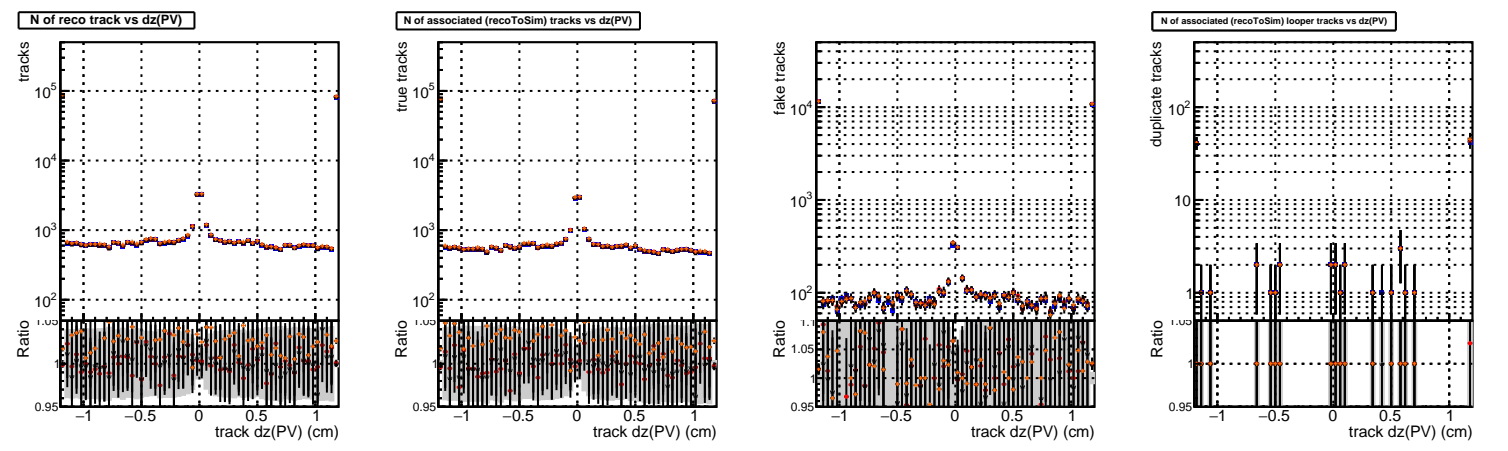 N of reco track vs dz(PV)
tracks
10^5
10^4
10^3
10^2
1.05
Ratio
1
0.95
−1 −0.5 0 0.5 1
track dz(PV) (cm)
N of associated (recoToSim) tracks vs dz(PV)
true tracks
10^5
10^4
10^3
10^2
1.05
Ratio
1
0.95
−1 −0.5 0 0.5 1
track dz(PV) (cm)
fake tracks
10^4
10^3
10^2
1.1
Ratio
1.05
1
0.95
−1 −0.5 0 0.5 1
track dz(PV) (cm)
N of associated (recoToSim) looper tracks vs dz(PV)
duplicate tracks
10^2
10
1
1.05
Ratio
1
0.95
−1 −0.5 0 0.5 1
track dz(PV) (cm)